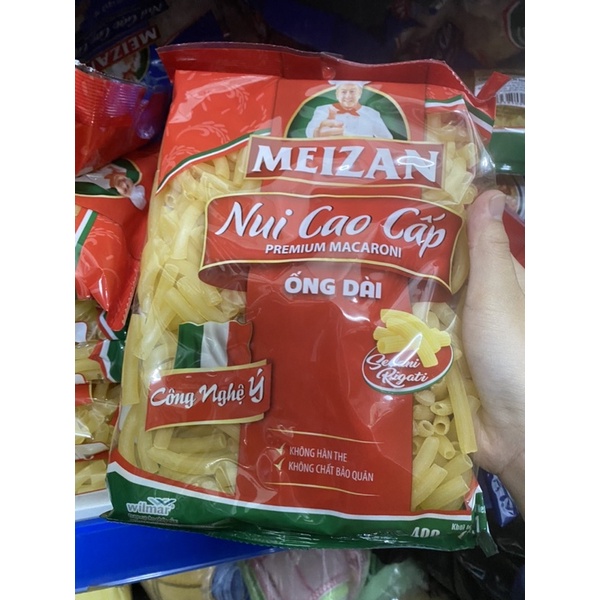 MEIZAN
MEIZAN
Nui Cao Cấp
PREMIUM MACARONI
ỐNG DÀI
Sedani
Rigati
Công Nghệ Ý
KHÔNG HÀN THE
KHÔNG CHẤT BẢO QUẢN
wilmar
400